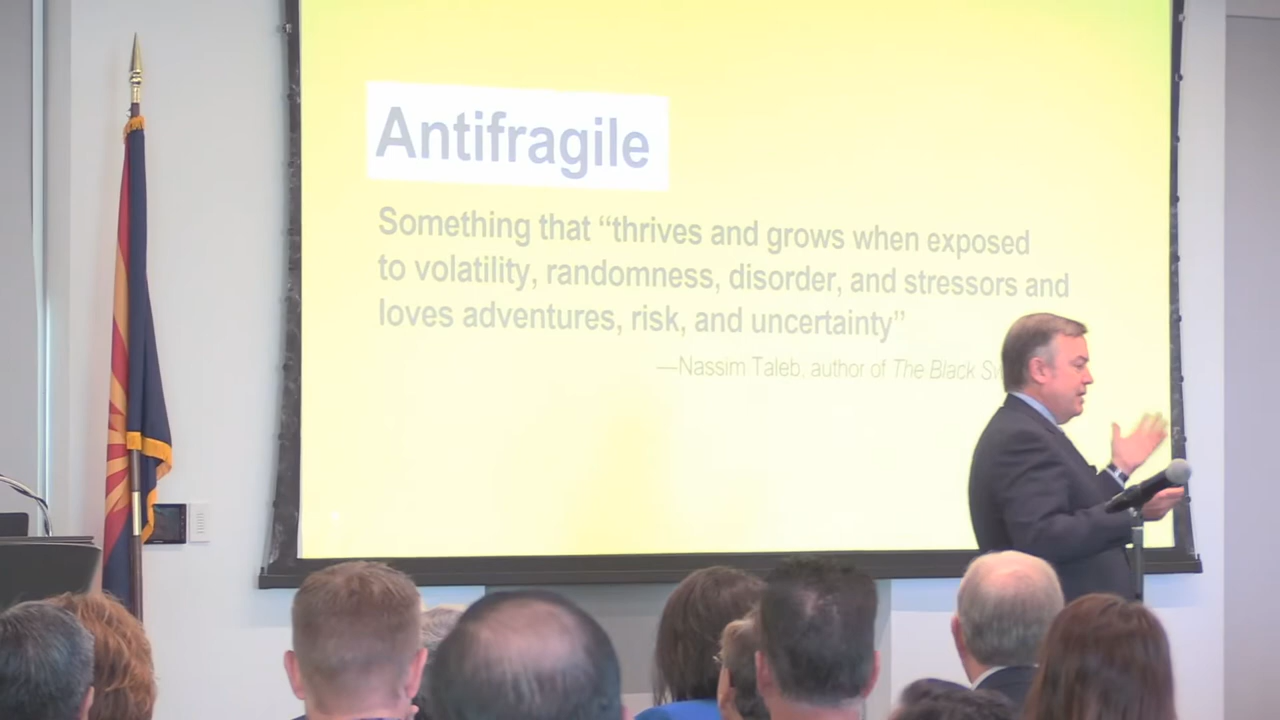 Antifragile
Something that “thrives and grows when exposed
to volatility, randomness, disorder, and stressors and
loves adventures, risk, and uncertainty”
—Nassim Taleb, author of The Black